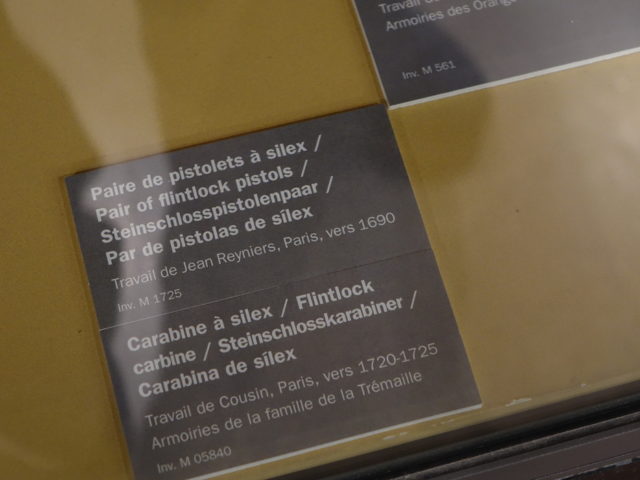 Travail
Armoiries des Orange
Inv. M 561
Paire de pistolets à silex /
Pair of flintlock pistols /
Steinschlosspistolenpaar /
Par de pistolas de sílex
Travail de Jean Reyniers, Paris, vers 1690
Inv. M 1725
Carabine à silex / Flintlock
carbine / Steinschlosskarabiner /
Carabina de sílex
Travail de Cousin, Paris, vers 1720-1725
Armoiries de la famille de la Trémaille
Inv. M 05840